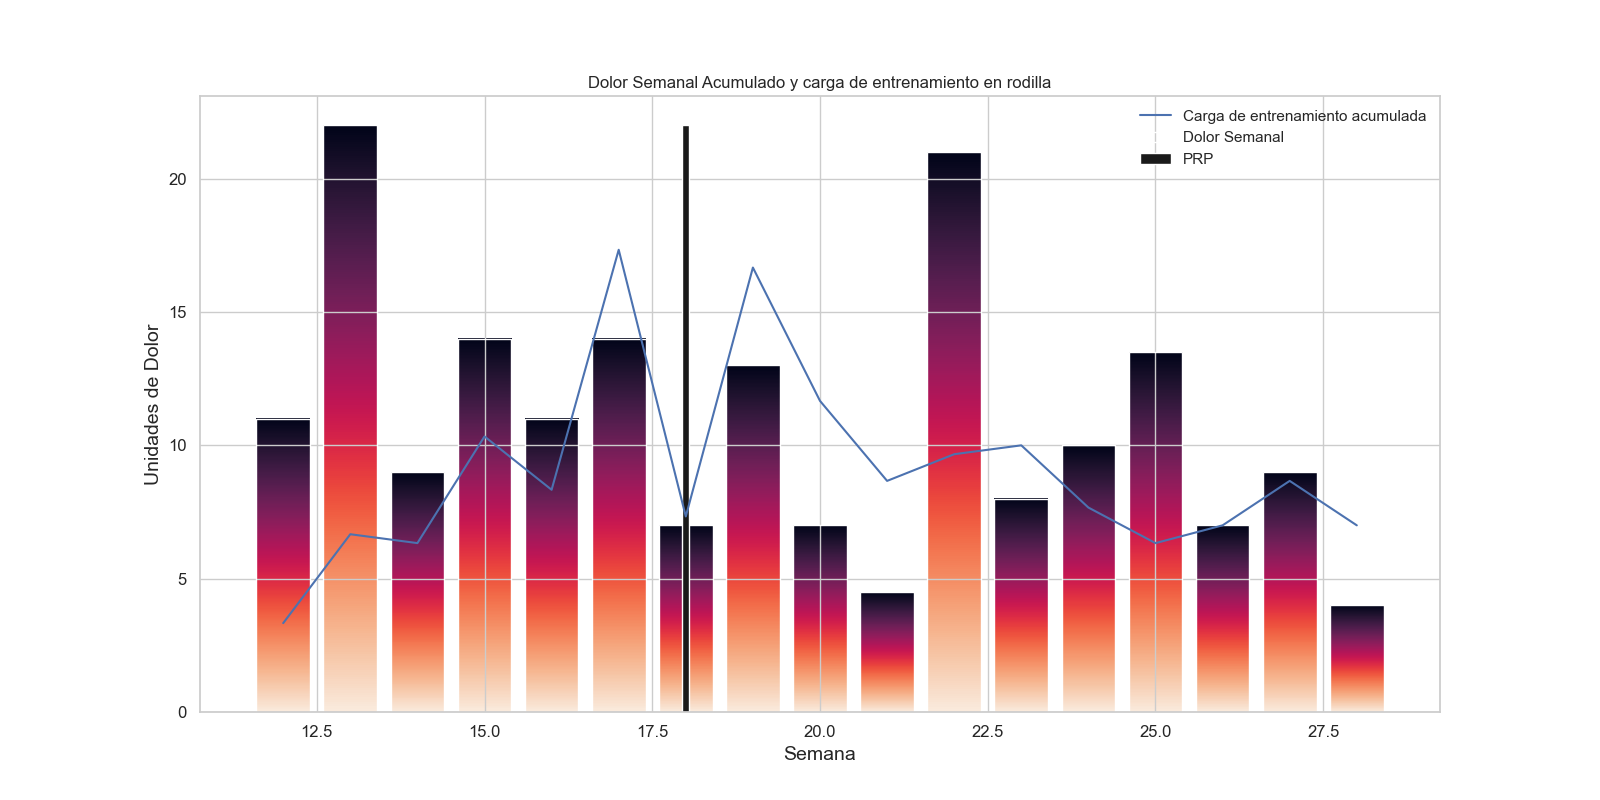 Dolor Semanal Acumulado y carga de entrenamiento en rodilla
Carga de entrenamiento acumulada
Dolor Semanal
PRP
Unidades de Dolor
20
15
10
5
0
12.5 15.0 17.5 20.0 22.5 25.0 27.5
Semana